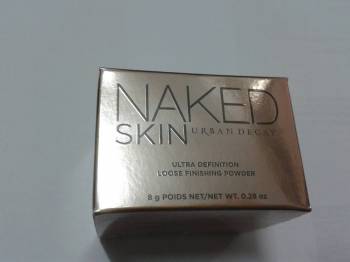 NAKED
SKIN URBAN DECAY
ULTRA DEFINITION
LOOSE FINISHING POWDER
8 g POIDS NET/NET WT. 0.28 oz